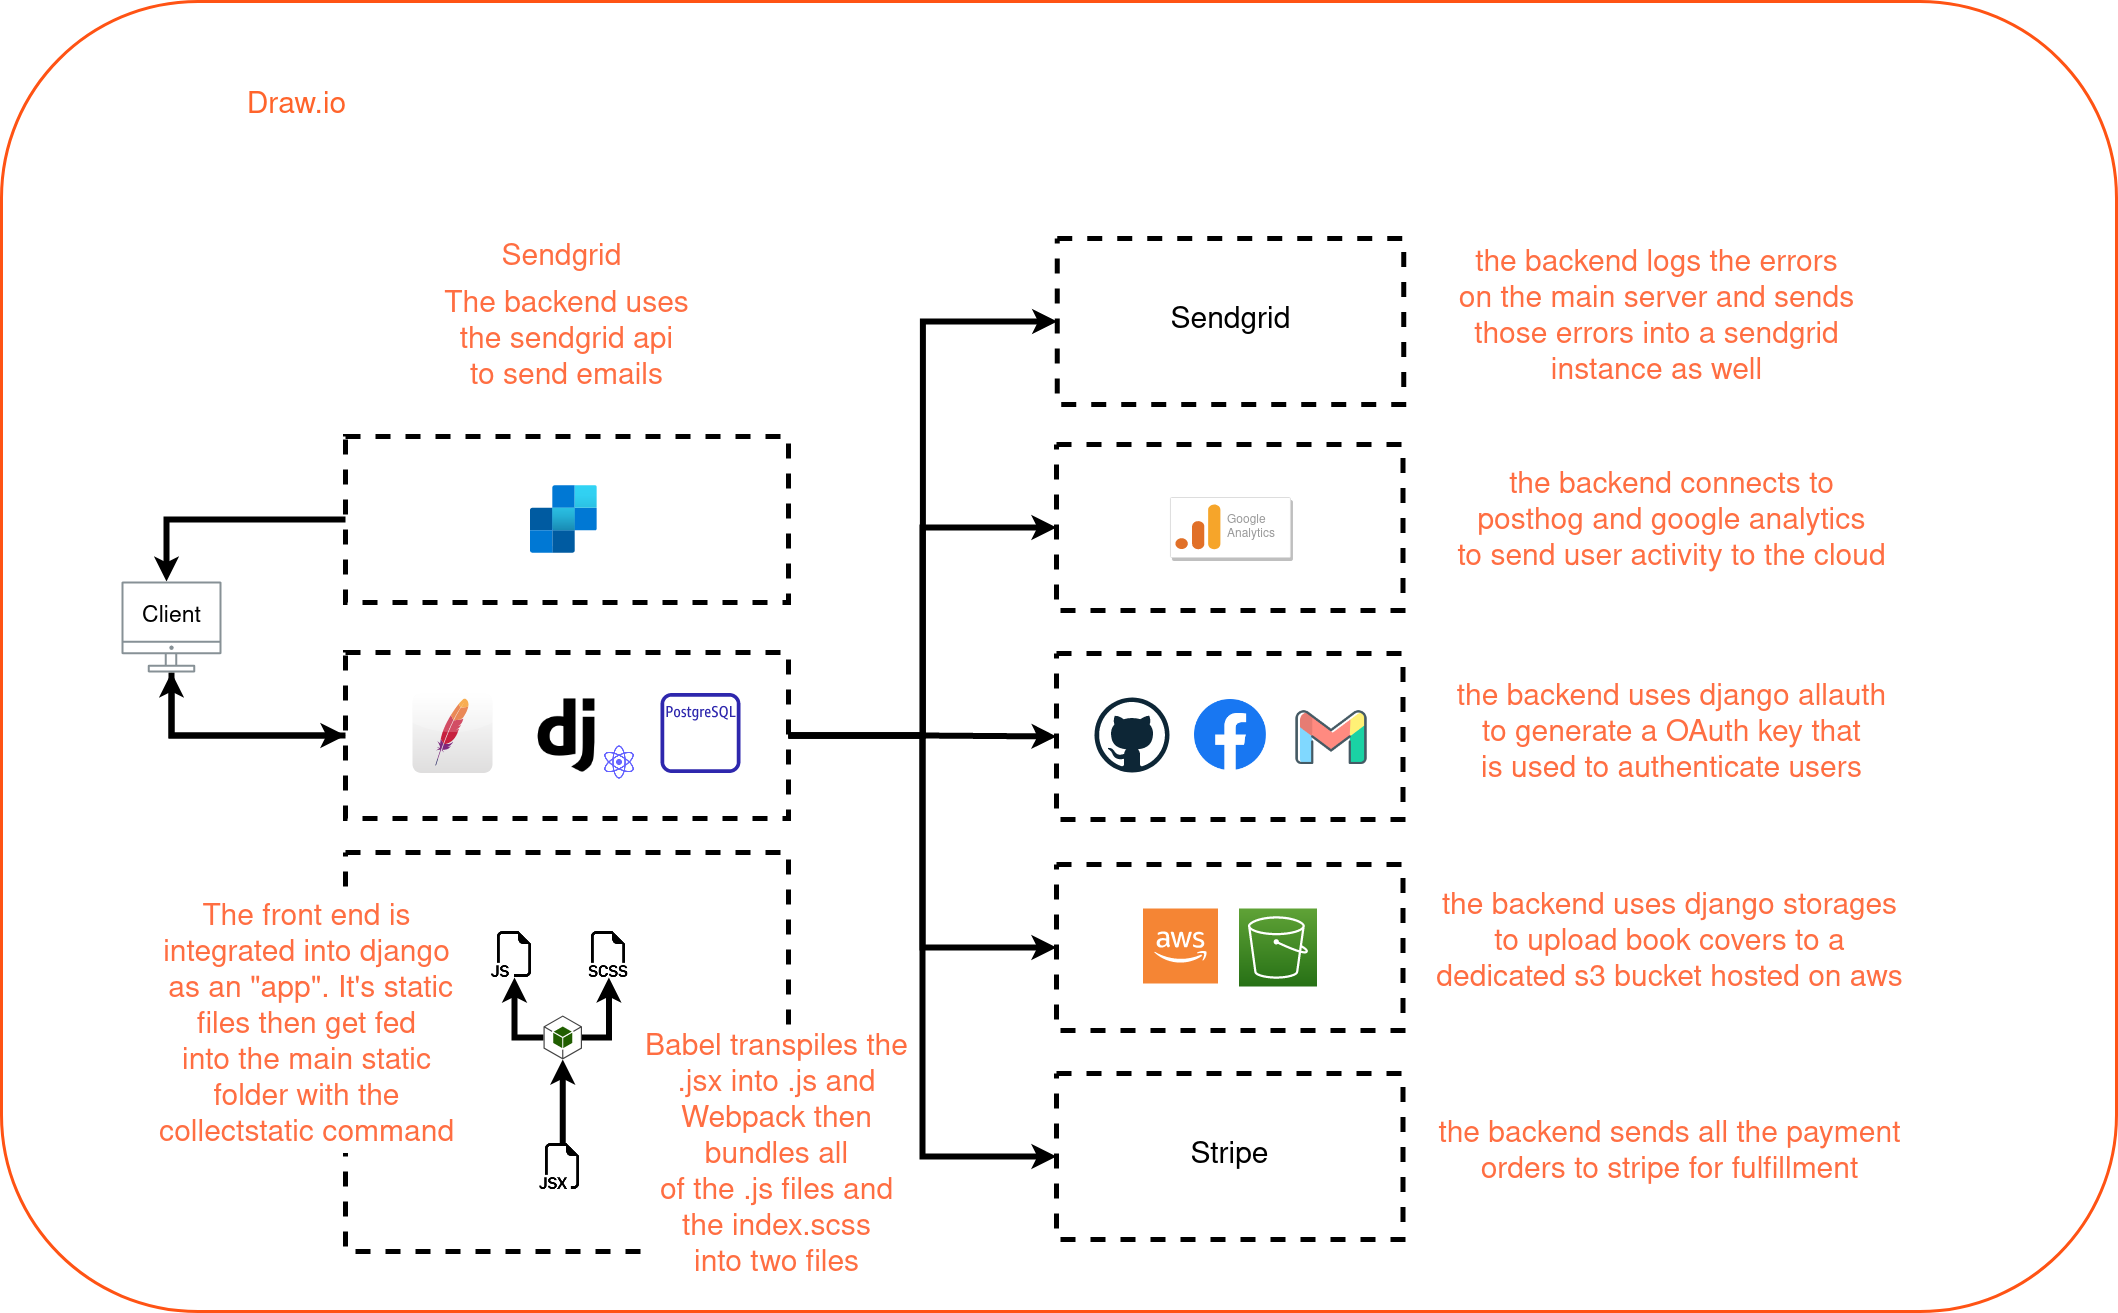 Draw.io
Sendgrid
The backend uses
the sendgrid api
to send emails
Client
PostgreSQL
dj
The front end is
integrated into django
as an "app". It's static
files then get fed
into the main static
folder with the
collectstatic command
JS
SCSS
JSX
Babel transpiles the
.jsx into .js and
Webpack then
bundles all
of the .js files and
the index.scss
into two files
Sendgrid
the backend logs the errors
on the main server and sends
those errors into a sendgrid
instance as well
Google
Analytics
the backend connects to
posthog and google analytics
to send user activity to the cloud
the backend uses django allauth
to generate a OAuth key that
is used to authenticate users
aws
the backend uses django storages
to upload book covers to a
dedicated s3 bucket hosted on aws
Stripe
the backend sends all the payment
orders to stripe for fulfillment